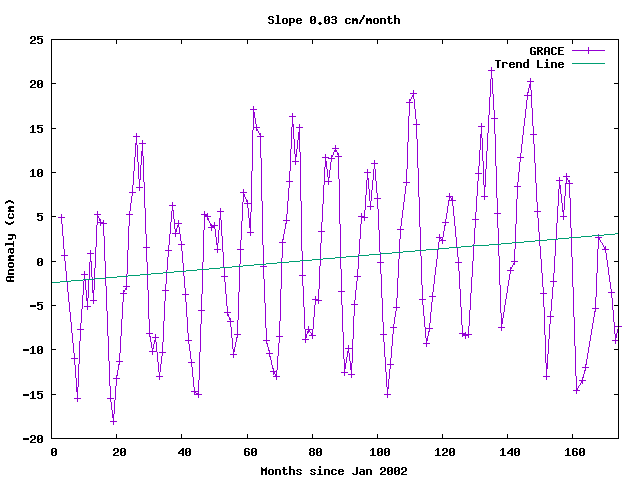 Slope 0.03 cm/month
GRACE
Trend Line
25
20
15
10
5
0
-5
-10
-15
-20
Anomaly (cm)
0 20 40 60 80 100 120 140 160
Months since Jan 2002